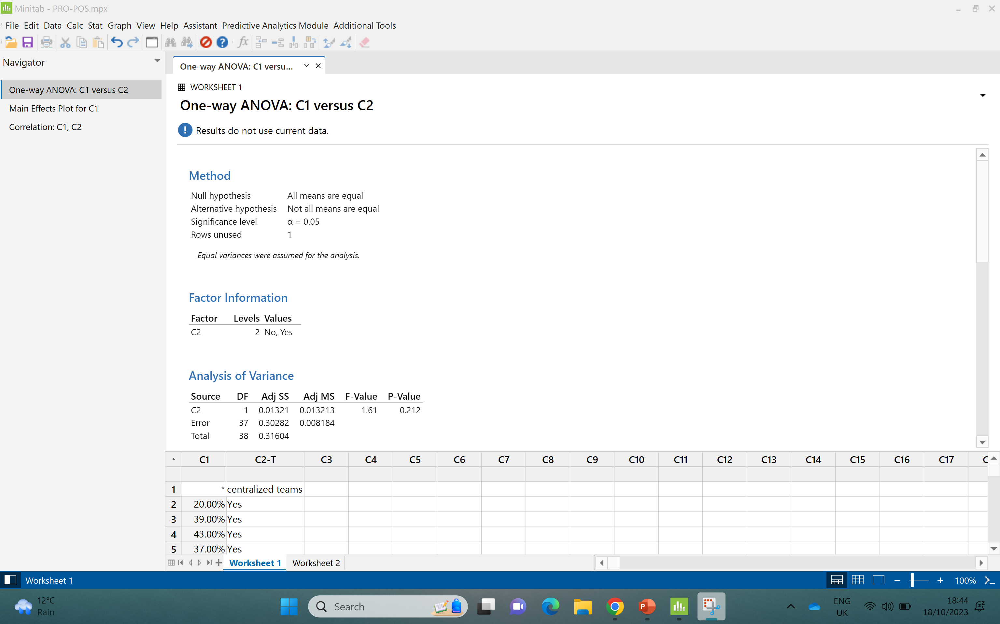 Minitab - PRO-POS.mpx
File Edit Data Calc Stat Graph View Help Assistant Predictive Analytics Module Additional Tools
Navigator
One-way ANOVA: C1 versus C2
Main Effects Plot for C1
Correlation: C1, C2
One-way ANOVA: C1 versu...
WORKSHEET 1
One-way ANOVA: C1 versus C2
Results do not use current data.
Method
Null hypothesis All means are equal
Alternative hypothesis Not all means are equal
Significance level α = 0.05
Rows unused 1
Equal variances were assumed for the analysis.
Factor Information
Factor Levels Values
C2 2 No, Yes
Analysis of Variance
Source DF Adj SS Adj MS F-Value P-Value
C2 1 0.01321 0.013213 1.61 0.212
Error 37 0.30282 0.008184
Total 38 0.31604
C1 C2-T C3 C4 C5 C6 C7 C8 C9 C10 C11 C12 C13 C14 C15 C16 C17 C
1 * centralized teams
2 20.00% Yes
3 39.00% Yes
4 43.00% Yes
5 37.00% Yes
Worksheet 1 Worksheet 2
Worksheet 1 100%
12°C
Rain
Search
ENG
UK
18:44
18/10/2023